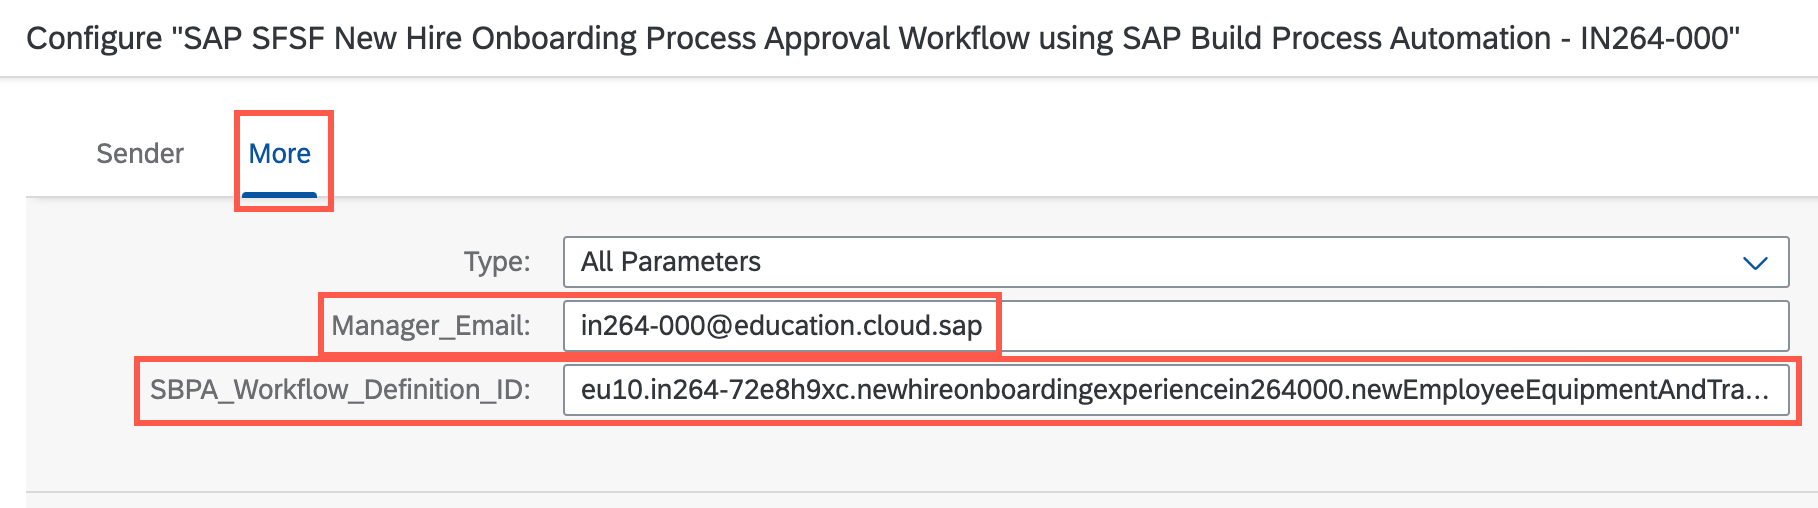 Configure "SAP SFSF New Hire Onboarding Process Approval Workflow using SAP Build Process Automation - IN264-000"
Sender More
Type: All Parameters
Manager_Email: in264-000@education.cloud.sap
SBPA_Workflow_Definition_ID: eu10.in264-72e8h9xc.newhireonboardingexperiencein264000.newEmployeeEquipmentAndTra...